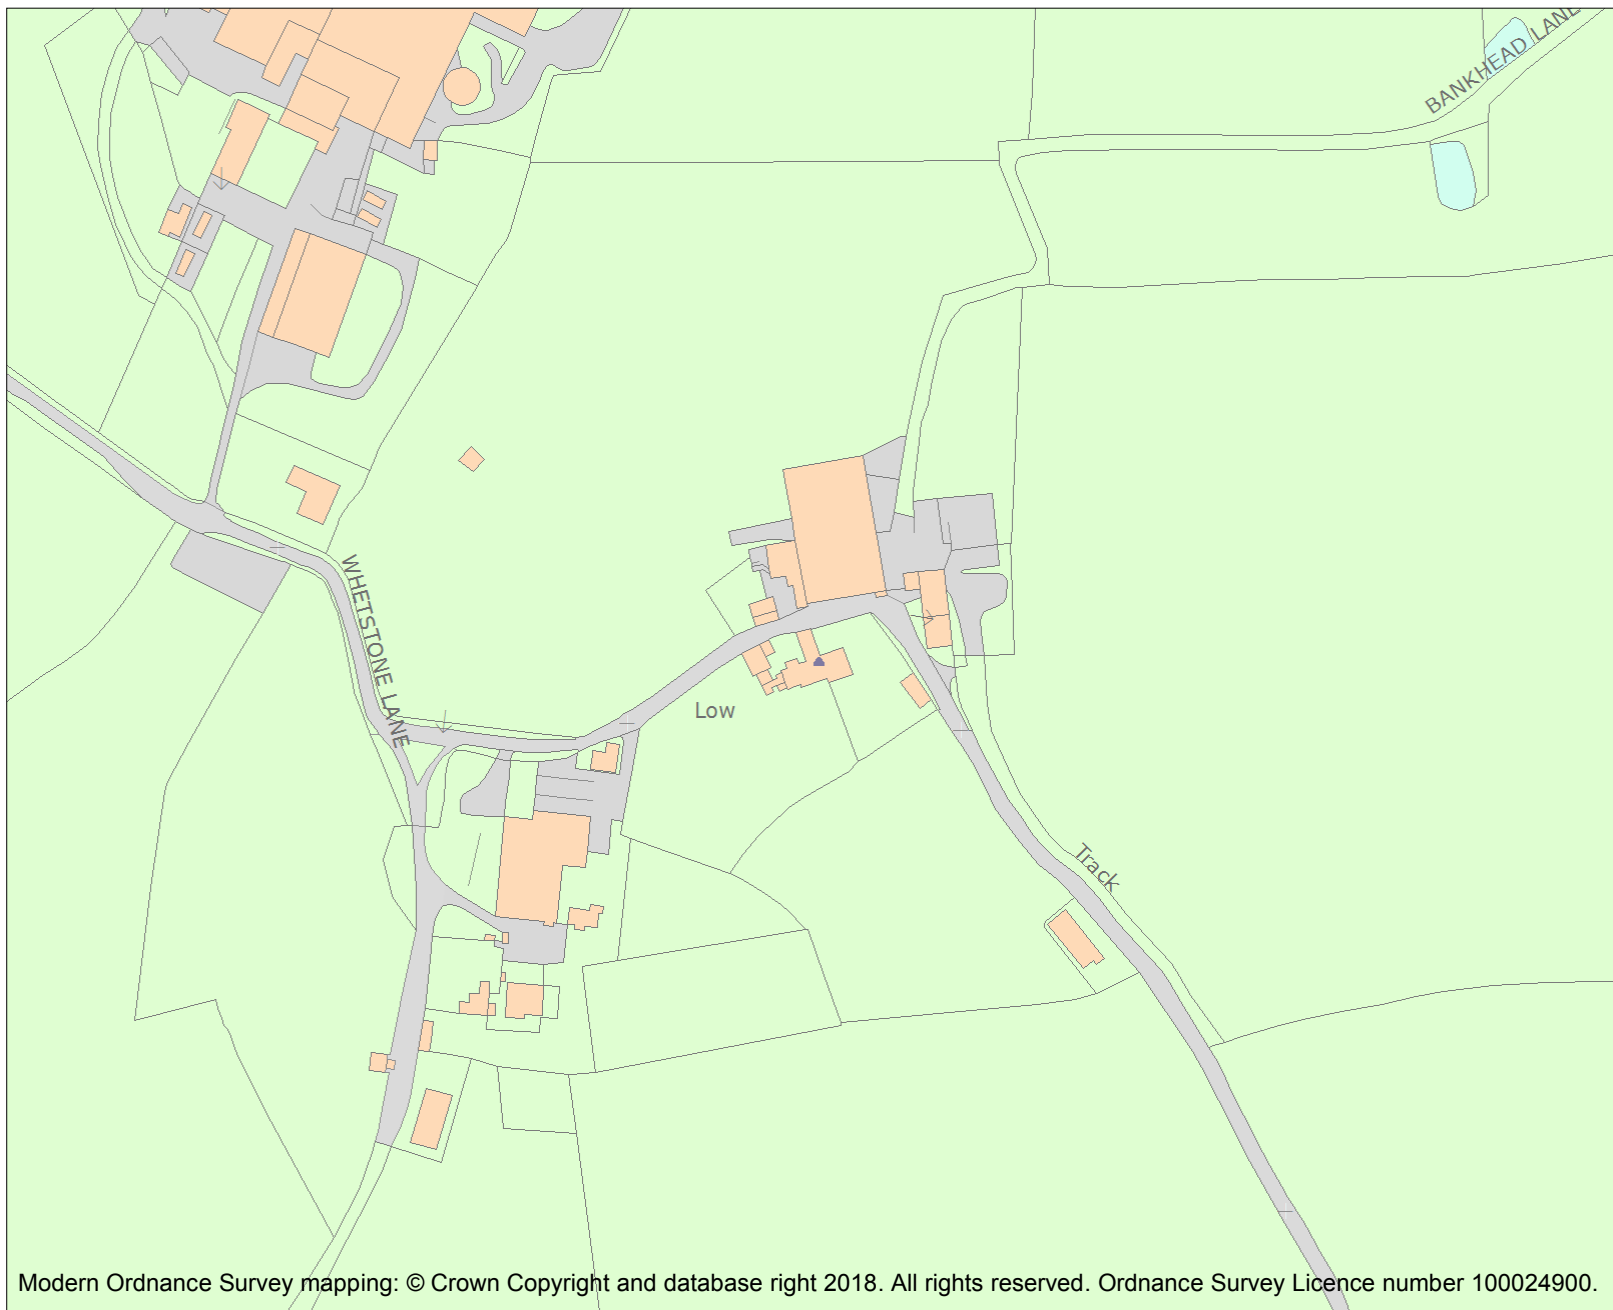 BANKHEAD LANE
WHETSTONE LANE
Low
Track
Modern Ordnance Survey mapping: © Crown Copyright and database right 2018. All rights reserved. Ordnance Survey Licence number 100024900.